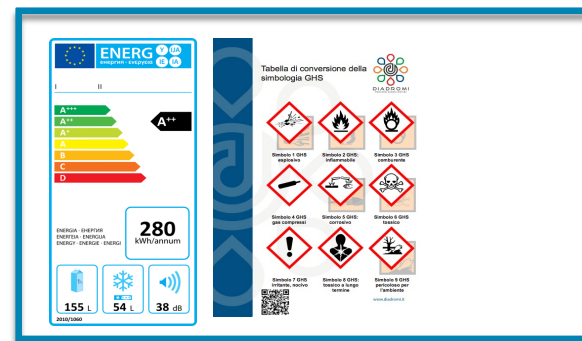 ENERG
Y UA
IE IA
енергия · ενεργεια
I II
A+++
A++
A+
A
B
C
D
A++
ENERGIA · ЕНЕРГИЯ
ΕΝΕΡΓΕΙΑ · ENERGIJA
ENERGY · ENERGIE · ENERGI
280
kWh/annum
155 L
54 L
38 dB
2010/1060
Tabella di conversione della
simbologia GHS
DIADROMI
Simbolo 1 GHS
esplosivo
Simbolo 2 GHS:
infiammabile
Simbolo 3 GHS
comburente
Simbolo 4 GHS
gas compressi
Simbolo 5 GHS:
corrosivo
Simbolo 6 GHS
tossico
Simbolo 7 GHS
irritante, nocivo
Simbolo 8 GHS:
tossico a lungo
termine
Simbolo 9 GHS
pericoloso per
l'ambiente
www.diadromi.it